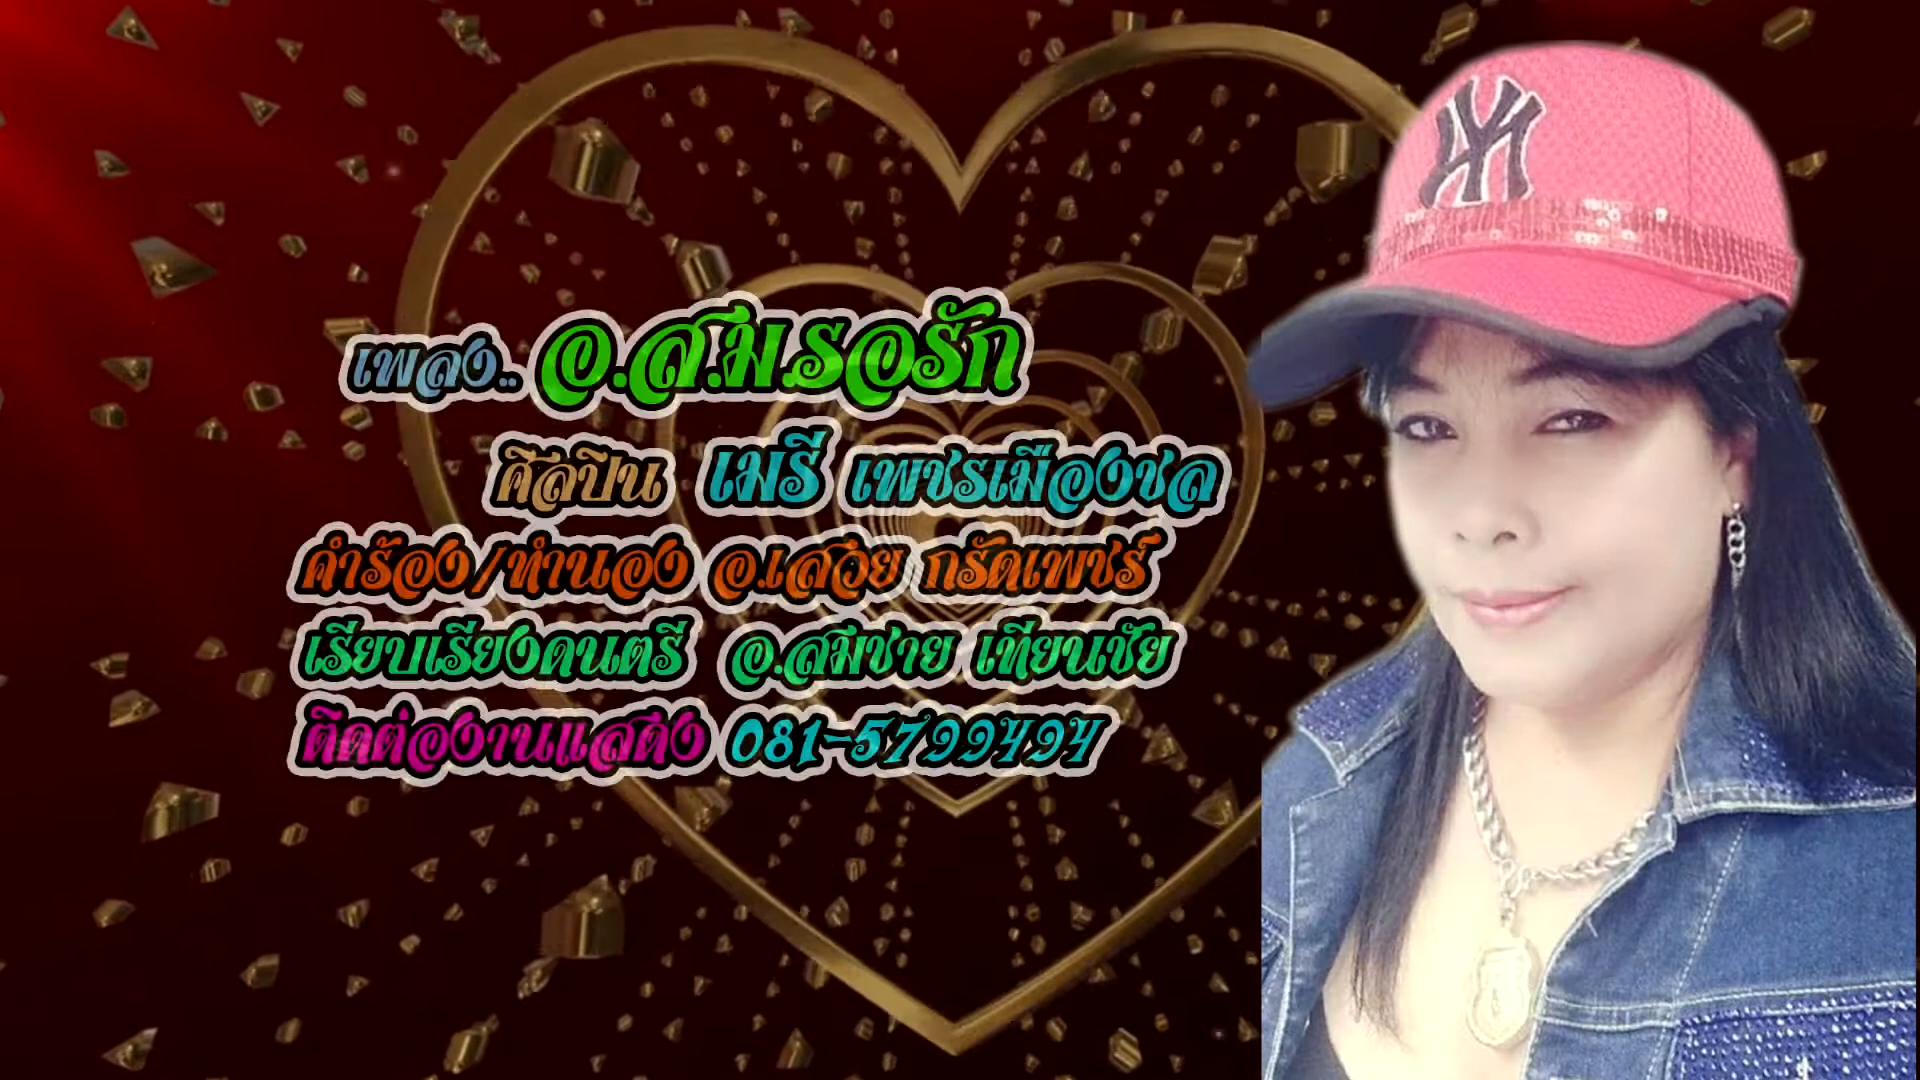 เพลง.. อ.ส.ม.รอรัก
ศิลปิน เมรี เพชรเมืองชล
คำร้อง/ทำนอง อ.เสวย กรัดเพชร์
เรียบเรียงดนตรี อ.สมชาย เทียนชัย
ติดต่องานแสดง 081-5799494
NY